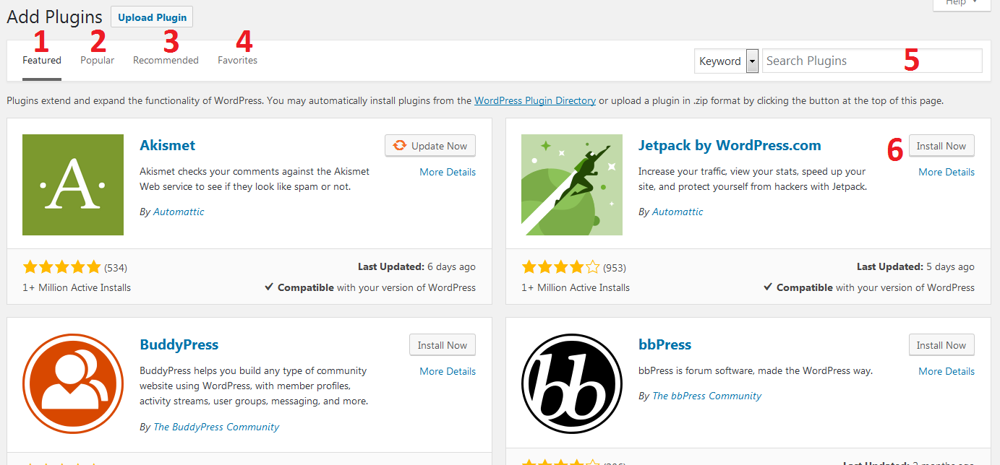 Help
Add Plugins Upload Plugin
1 2 3 4
Featured Popular Recommended Favorites Keyword Search Plugins 5
Plugins extend and expand the functionality of WordPress. You may automatically install plugins from the WordPress Plugin Directory or upload a plugin in .zip format by clicking the button at the top of this page.
A
Akismet
Update Now
More Details
Akismet checks your comments against the Akismet
Web service to see if they look like spam or not.
By Automattic
(534)
Last Updated: 6 days ago
1+ Million Active Installs
Compatible with your version of WordPress
Jetpack by WordPress.com
6 Install Now
More Details
Increase your traffic, view your stats, speed up your
site, and protect yourself from hackers with Jetpack.
By Automattic
(953)
Last Updated: 5 days ago
1+ Million Active Installs
Compatible with your version of WordPress
BuddyPress
Install Now
More Details
BuddyPress helps you build any type of community
website using WordPress, with member profiles,
activity streams, user groups, messaging, and more.
By The BuddyPress Community
bb
bbPress
Install Now
More Details
bbPress is forum software, made the WordPress way.
By The bbPress Community
Last Updated: 2 months ago